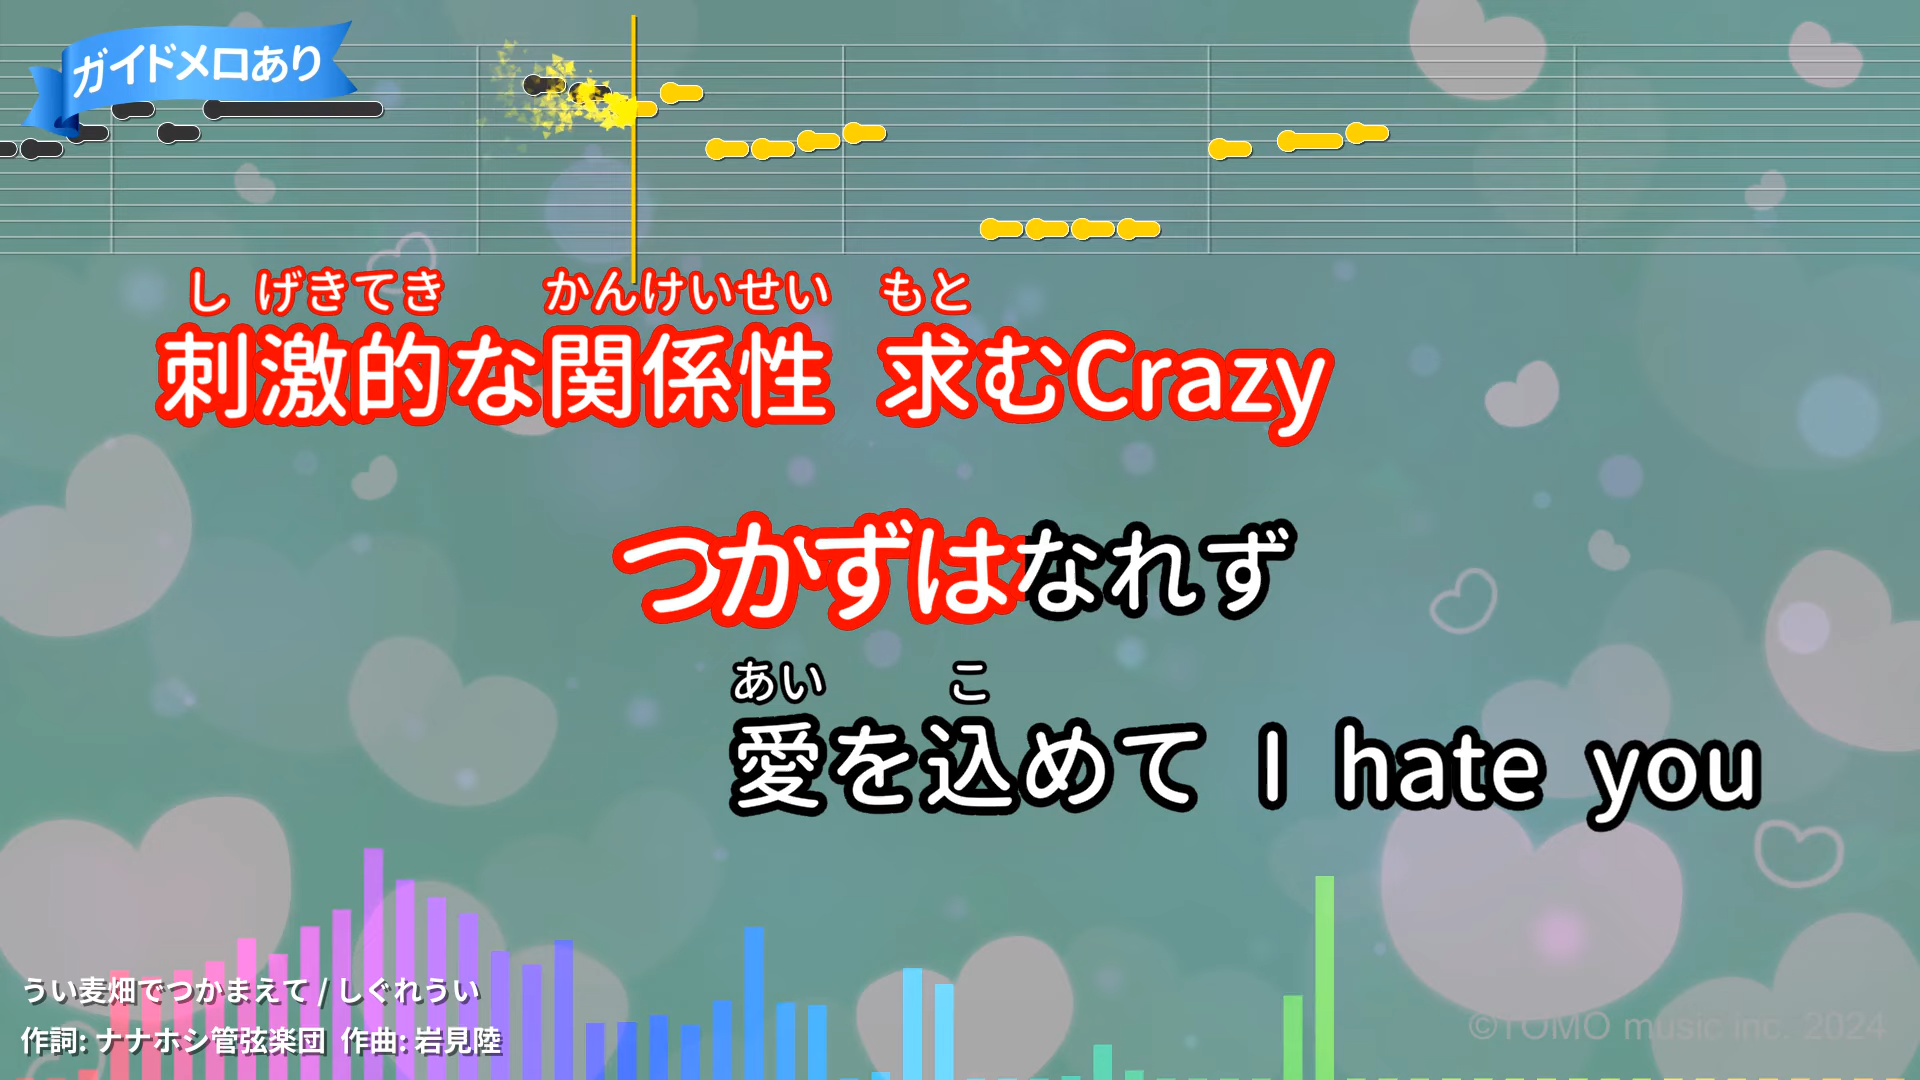 ガイドメロあり
し げきてき かんけいせい もと
刺激的な関係性 求むCrazy
つかずはなれず
あい こ
愛を込めて I hate you
うい麦畑でつかまえて / しぐれうい
作詞: ナナホシ管弦楽団 作曲: 岩見陸
©TOMO music inc. 2024